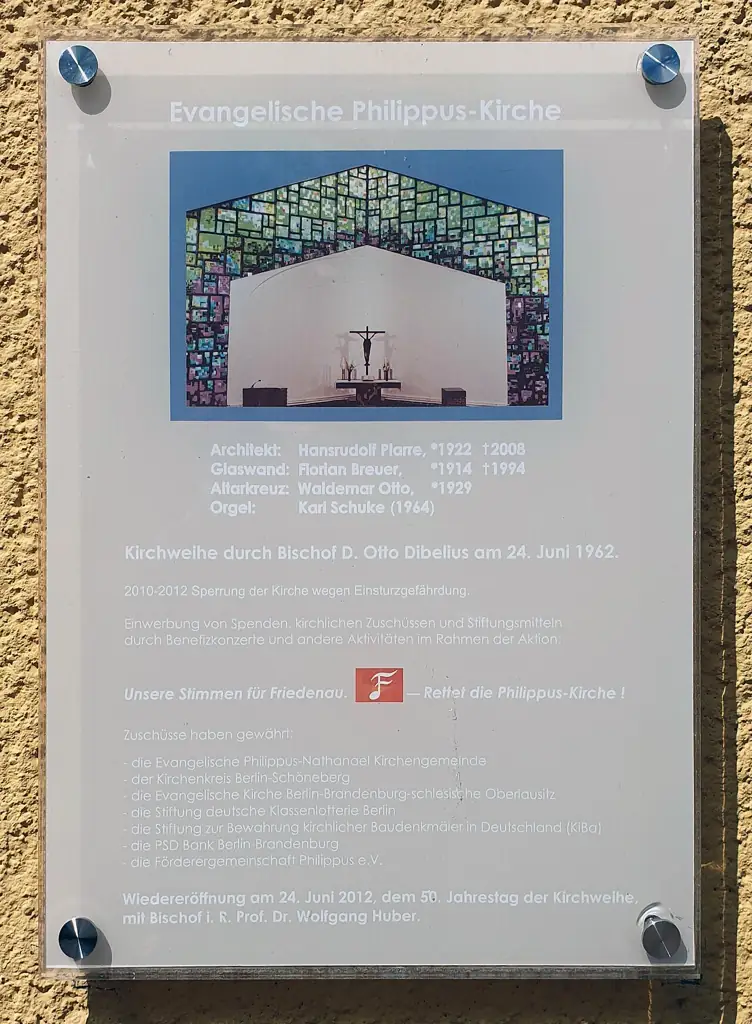 Evangelische Philippus-Kirche
Architekt: Hansrudolf Plarre, *1922 †2008
Glaswand: Florian Breuer, *1914 †1994
Altarkreuz: Waldemar Otto, *1929
Orgel: Karl Schuke (1964)
Kirchweihe durch Bischof D. Otto Dibelius am 24. Juni 1962.
2010-2012 Sperrung der Kirche wegen Einsturzgefährdung.
Einwerbung von Spenden, kirchlichen Zuschüssen und Stiftungsmitteln
durch Benefizkonzerte und andere Aktivitäten im Rahmen der Aktion:
Unsere Stimmen für Friedenau. F — Rettet die Philippus-Kirche !
Zuschüsse haben gewährt:
- die Evangelische Philippus-Nathanael Kirchengemeinde
- der Kirchenkreis Berlin-Schöneberg
- die Evangelische Kirche Berlin-Brandenburg-schlesische Oberlausitz
- die Stiftung deutsche Klassenlotterie Berlin
- die Stiftung zur Bewahrung kirchlicher Baudenkmäler in Deutschland (KiBa)
- die PSD Bank Berlin-Brandenburg
- die Förderergemeinschaft Philippus e.V.
Wiedereröffnung am 24. Juni 2012, dem 50. Jahrestag der Kirchweihe,
mit Bischof i. R. Prof. Dr. Wolfgang Huber.